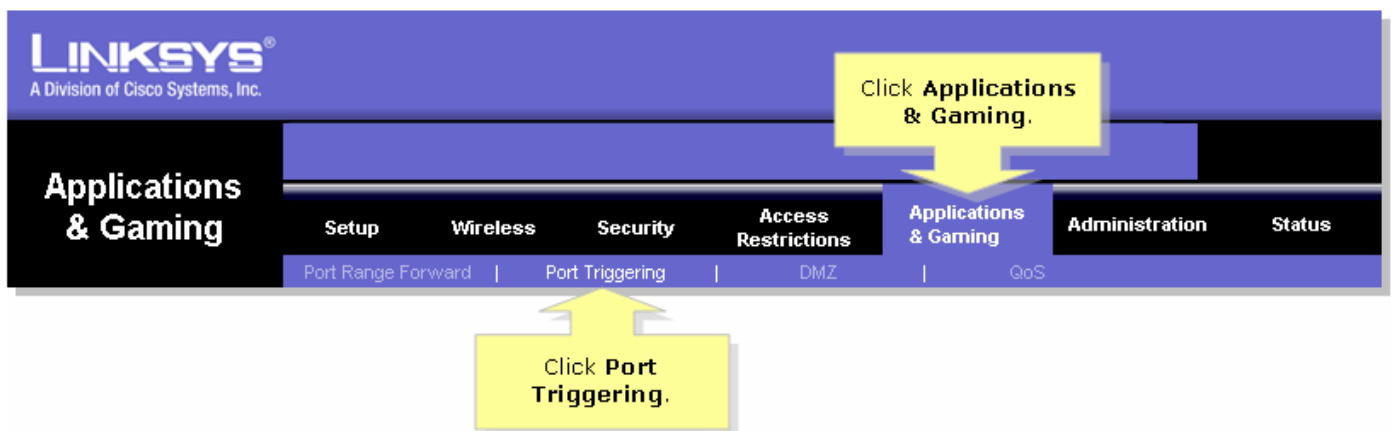 LINKSYS®
A Division of Cisco Systems, Inc.
Click Applications
& Gaming.
Applications
& Gaming
Setup Wireless Security Access
Restrictions Applications
& Gaming Administration Status
Port Range Forward | Port Triggering | DMZ | QoS
Click Port
Triggering.